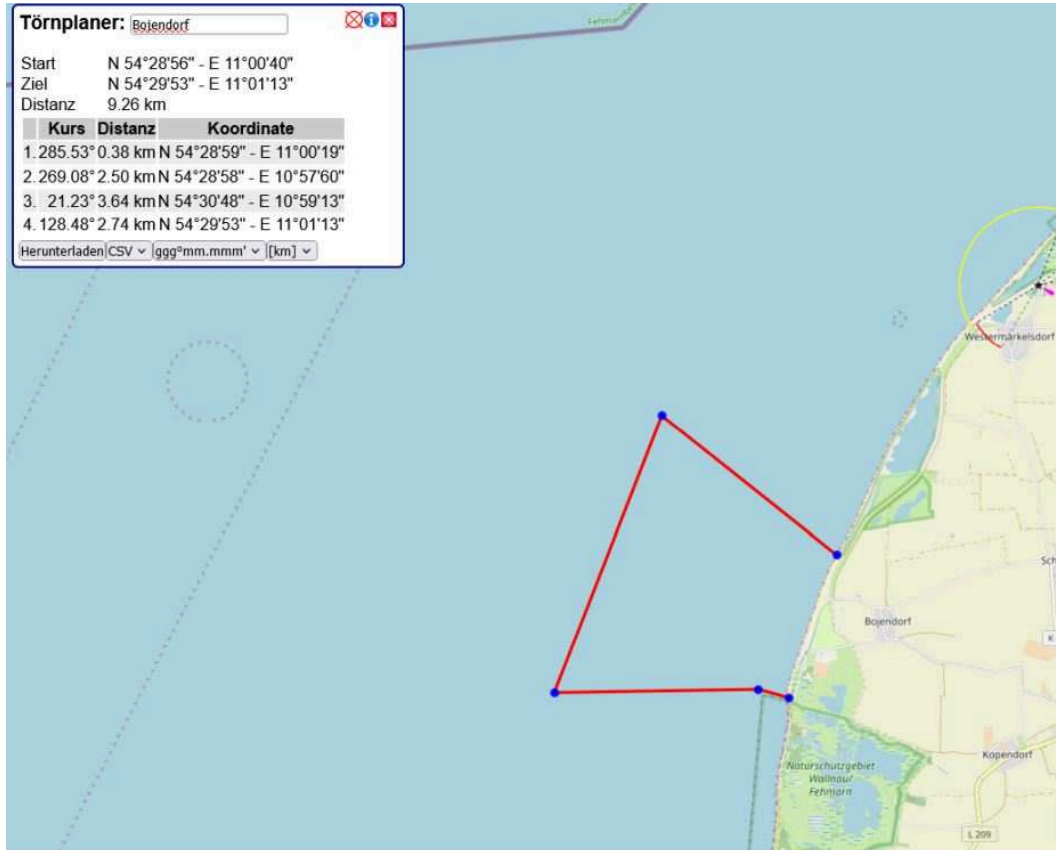 Törnplaner: Bojendorf
Start N 54°28'56" - E 11°00'40"
Ziel N 54°29'53" - E 11°01'13"
Distanz 9.26 km
Kurs Distanz Koordinate
1. 285.53° 0.38 km N 54°28'59" - E 11°00'19"
2. 269.08° 2.50 km N 54°28'58" - E 10°57'60"
3. 21.23° 3.64 km N 54°30'48" - E 10°59'13"
4. 128.48° 2.74 km N 54°29'53" - E 11°01'13"
Herunterladen CSV ggg°mm.mmm' [km]
Westermarkelsdorf
Sch
Bojendorf
K
Kopendorf
Naturschutzgebiet
Wallnau/
Fehmarn
L 209